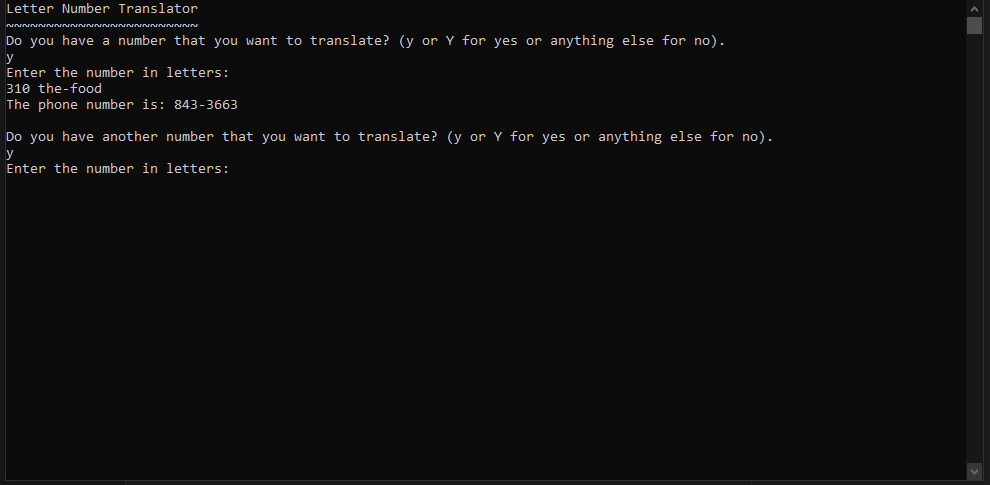 Letter Number Translator
~~~~~~~~~~~~~~~~~~~~~~~~
Do you have a number that you want to translate? (y or Y for yes or anything else for no).
y
Enter the number in letters:
310 the-food
The phone number is: 843-3663
Do you have another number that you want to translate? (y or Y for yes or anything else for no).
y
Enter the number in letters: